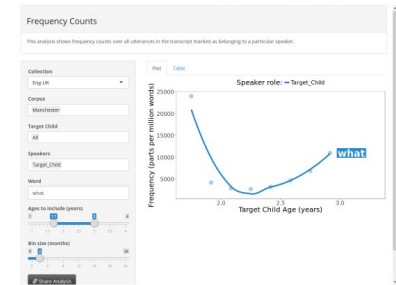 Frequency Counts
This analysis shows frequency counts over all utterances in the transcript marked as belonging to a particular speaker.
Collection
Eng-UK
Corpus
Manchester
Target Child
All
Speakers
Target_Child
Word
what
Ages to include (years)
Bin size (months)
Share Analysis
Plot Table
Speaker role: Target_Child
Frequency (parts per million words)
25000
20000
15000
10000
5000
what
2.0 2.5 3.0
Target Child Age (years)